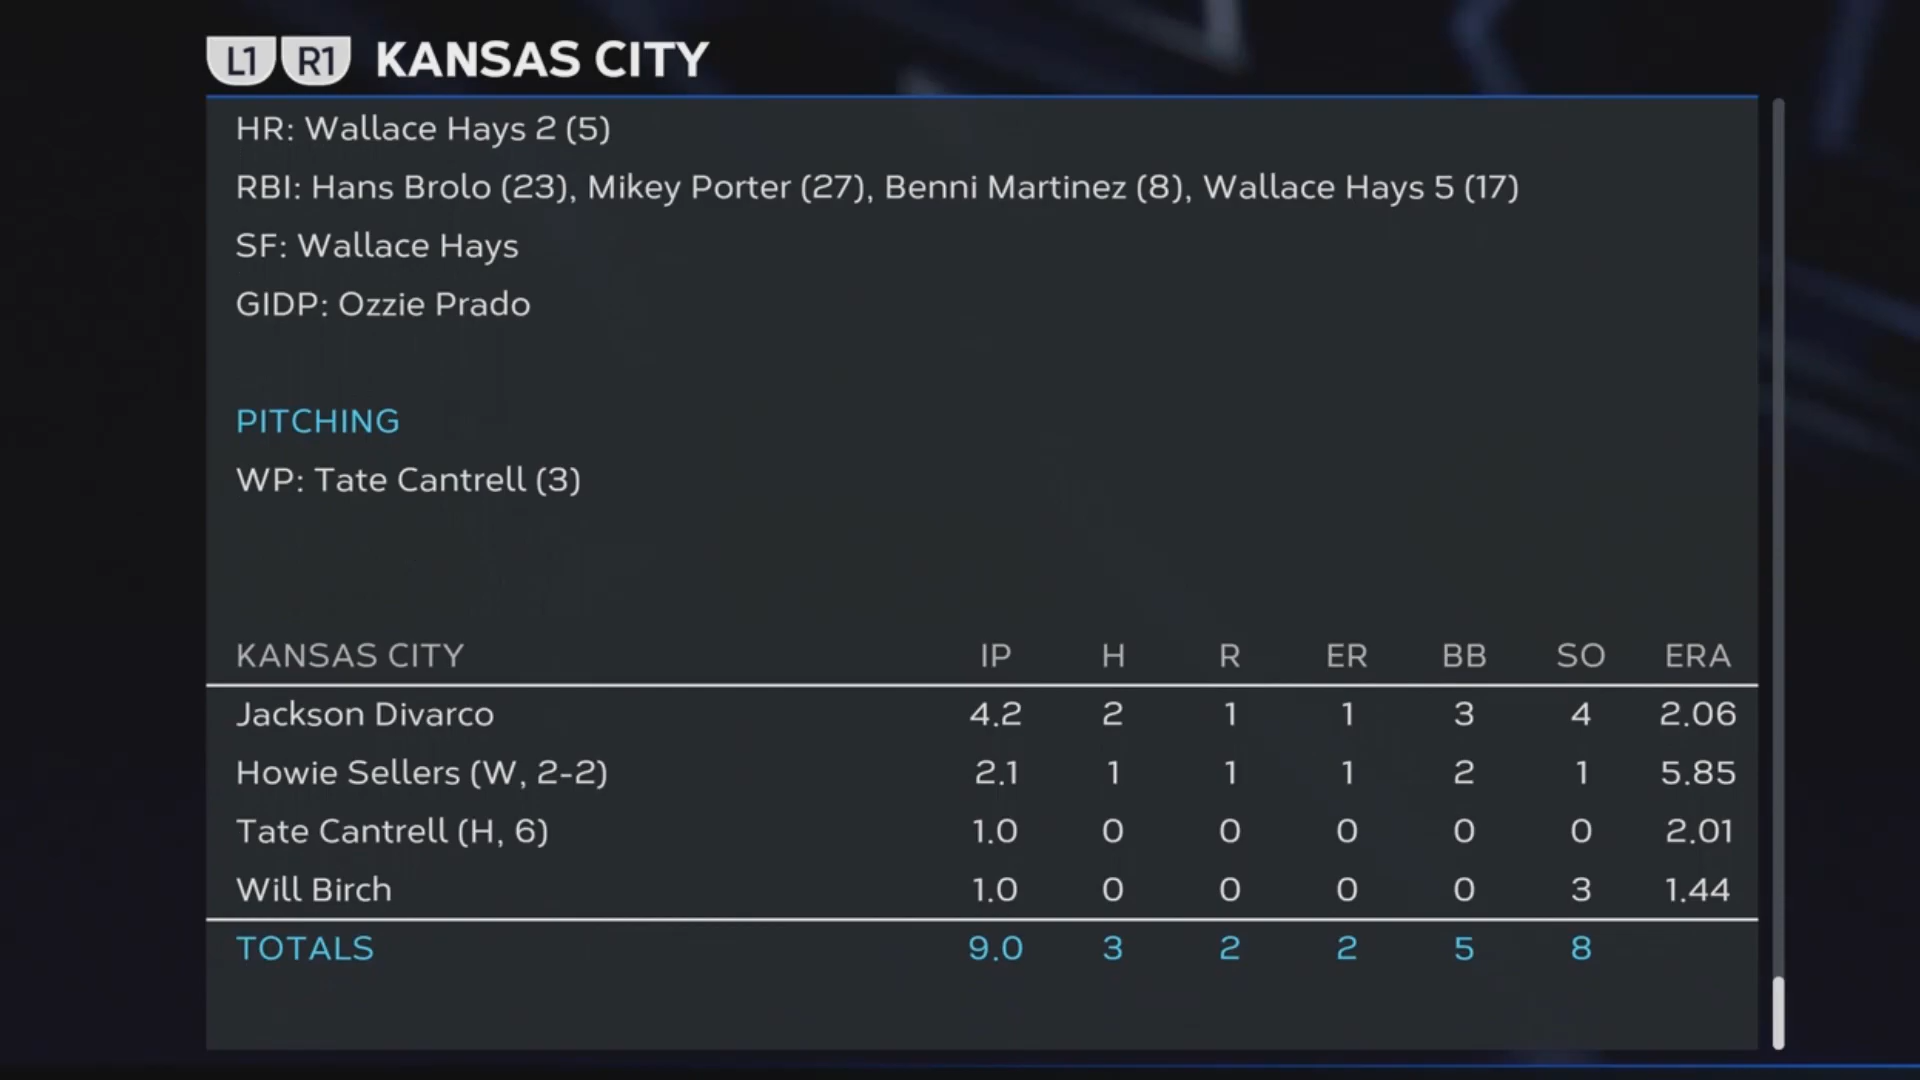 L1 R1 KANSAS CITY
HR: Wallace Hays 2 (5)
RBI: Hans Brolo (23), Mikey Porter (27), Benni Martinez (8), Wallace Hays 5 (17)
SF: Wallace Hays
GIDP: Ozzie Prado
PITCHING
WP: Tate Cantrell (3)
KANSAS CITY IP H R ER BB SO ERA
Jackson Divarco 4.2 2 1 1 3 4 2.06
Howie Sellers (W, 2-2) 2.1 1 1 1 2 1 5.85
Tate Cantrell (H, 6) 1.0 0 0 0 0 0 2.01
Will Birch 1.0 0 0 0 0 3 1.44
TOTALS 9.0 3 2 2 5 8